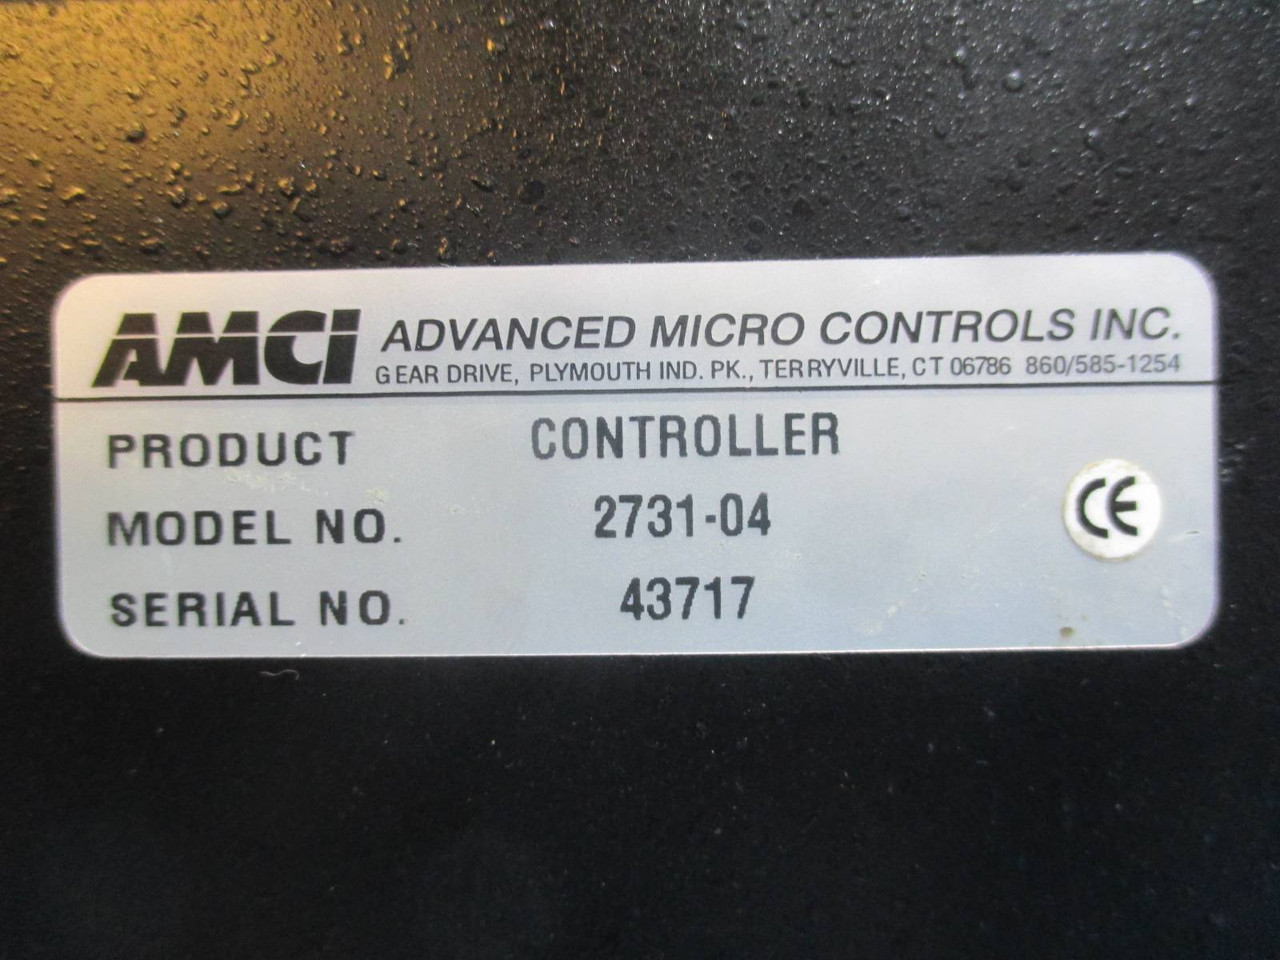 AMCI ADVANCED MICRO CONTROLS INC.
GEAR DRIVE, PLYMOUTH IND. PK., TERRYVILLE, CT 06786 860/585-1254
PRODUCT CONTROLLER
MODEL NO. 2731-04
CE
SERIAL NO. 43717